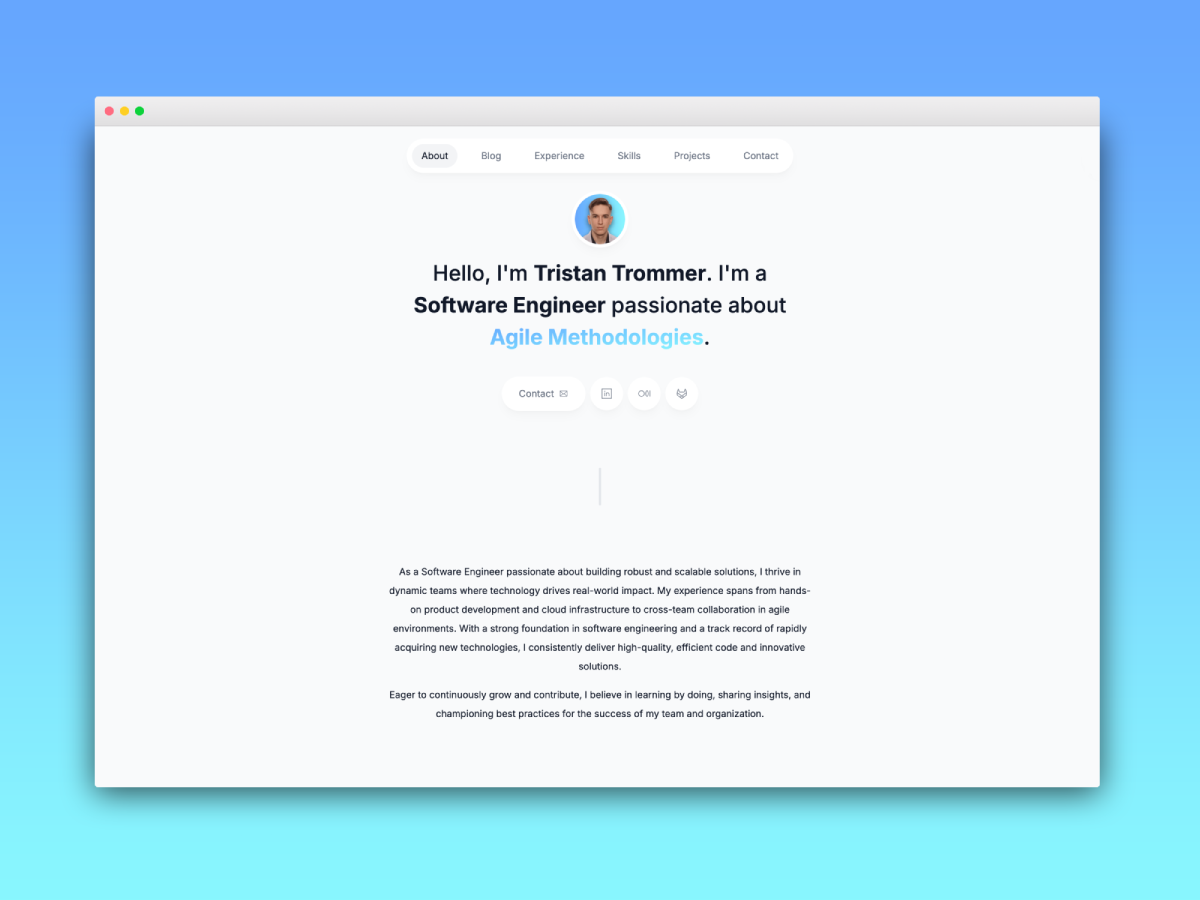 About Blog Experience Skills Projects Contact
Hello, I'm Tristan Trommer. I'm a
Software Engineer passionate about
Agile Methodologies.
Contact
As a Software Engineer passionate about building robust and scalable solutions, I thrive in
dynamic teams where technology drives real-world impact. My experience spans from hands-
on product development and cloud infrastructure to cross-team collaboration in agile
environments. With a strong foundation in software engineering and a track record of rapidly
acquiring new technologies, I consistently deliver high-quality, efficient code and innovative
solutions.
Eager to continuously grow and contribute, I believe in learning by doing, sharing insights, and
championing best practices for the success of my team and organization.